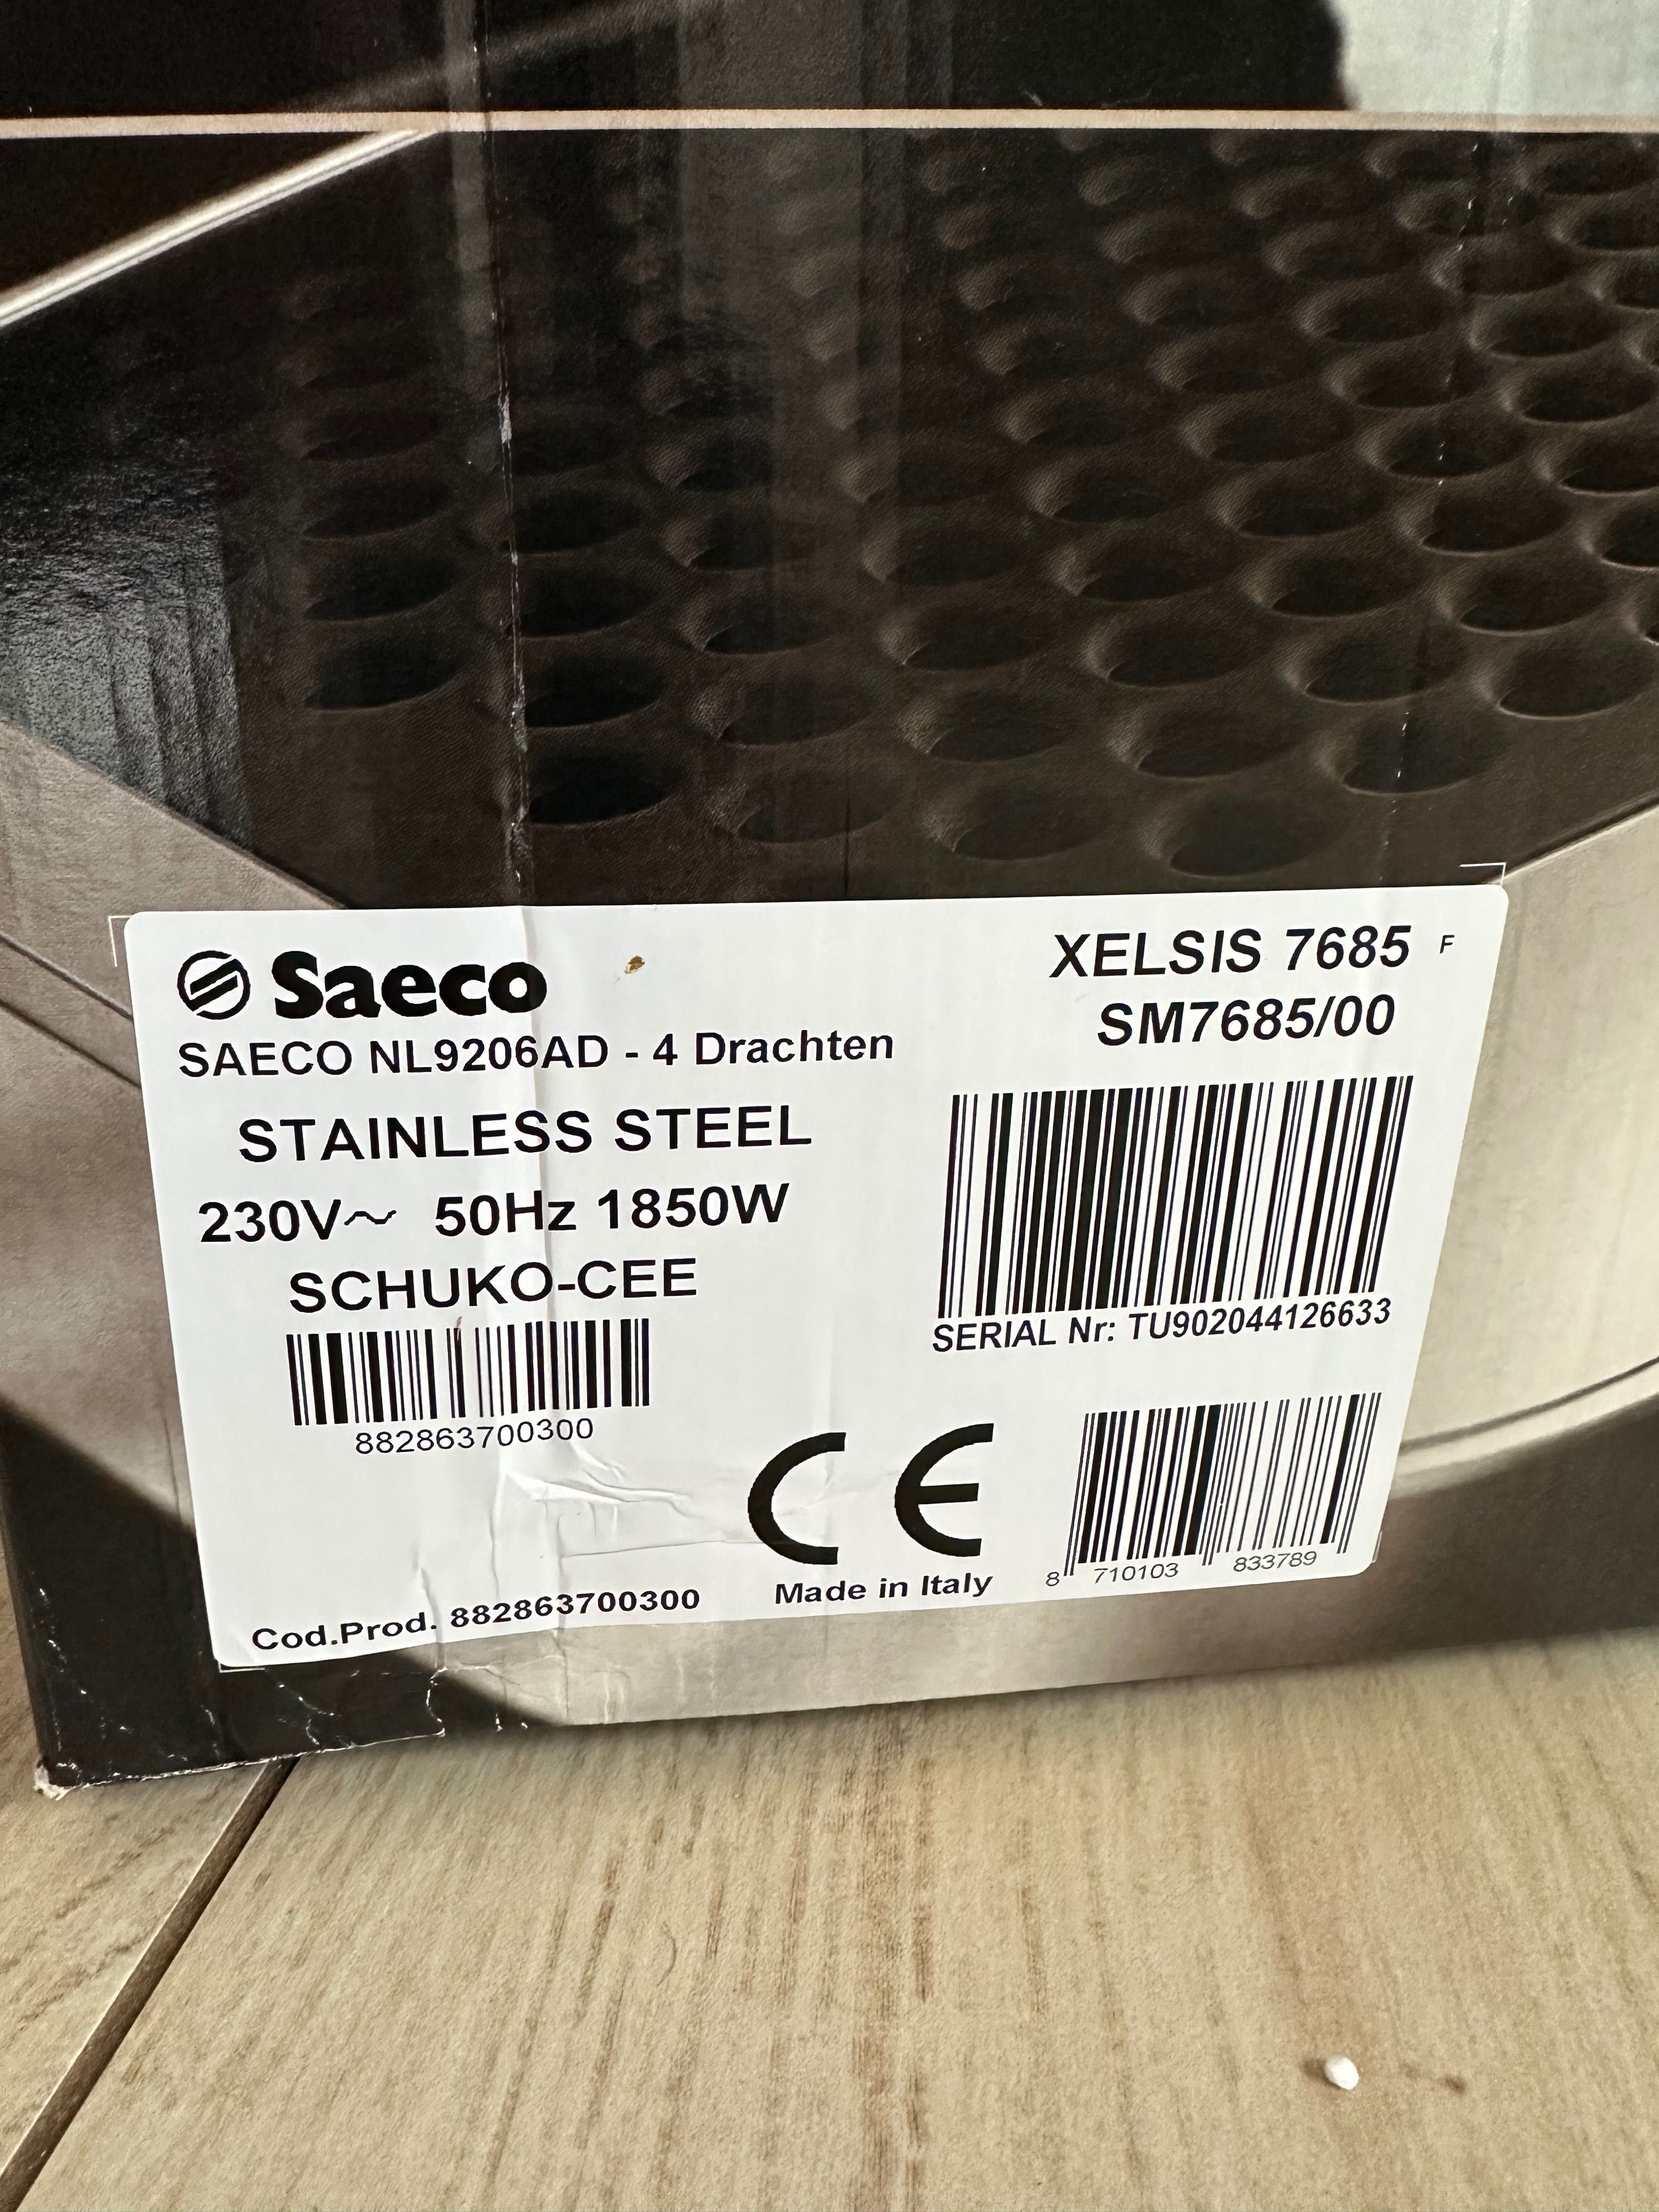 Saeco
XELSIS 7685 F
SM7685/00
SAECO NL9206AD - 4 Drachten
STAINLESS STEEL
230V~ 50Hz 1850W
SCHUKO-CEE
882863700300
SERIAL Nr: TU902044126633
CE
8 710103 833789
Cod.Prod. 882863700300
Made in Italy